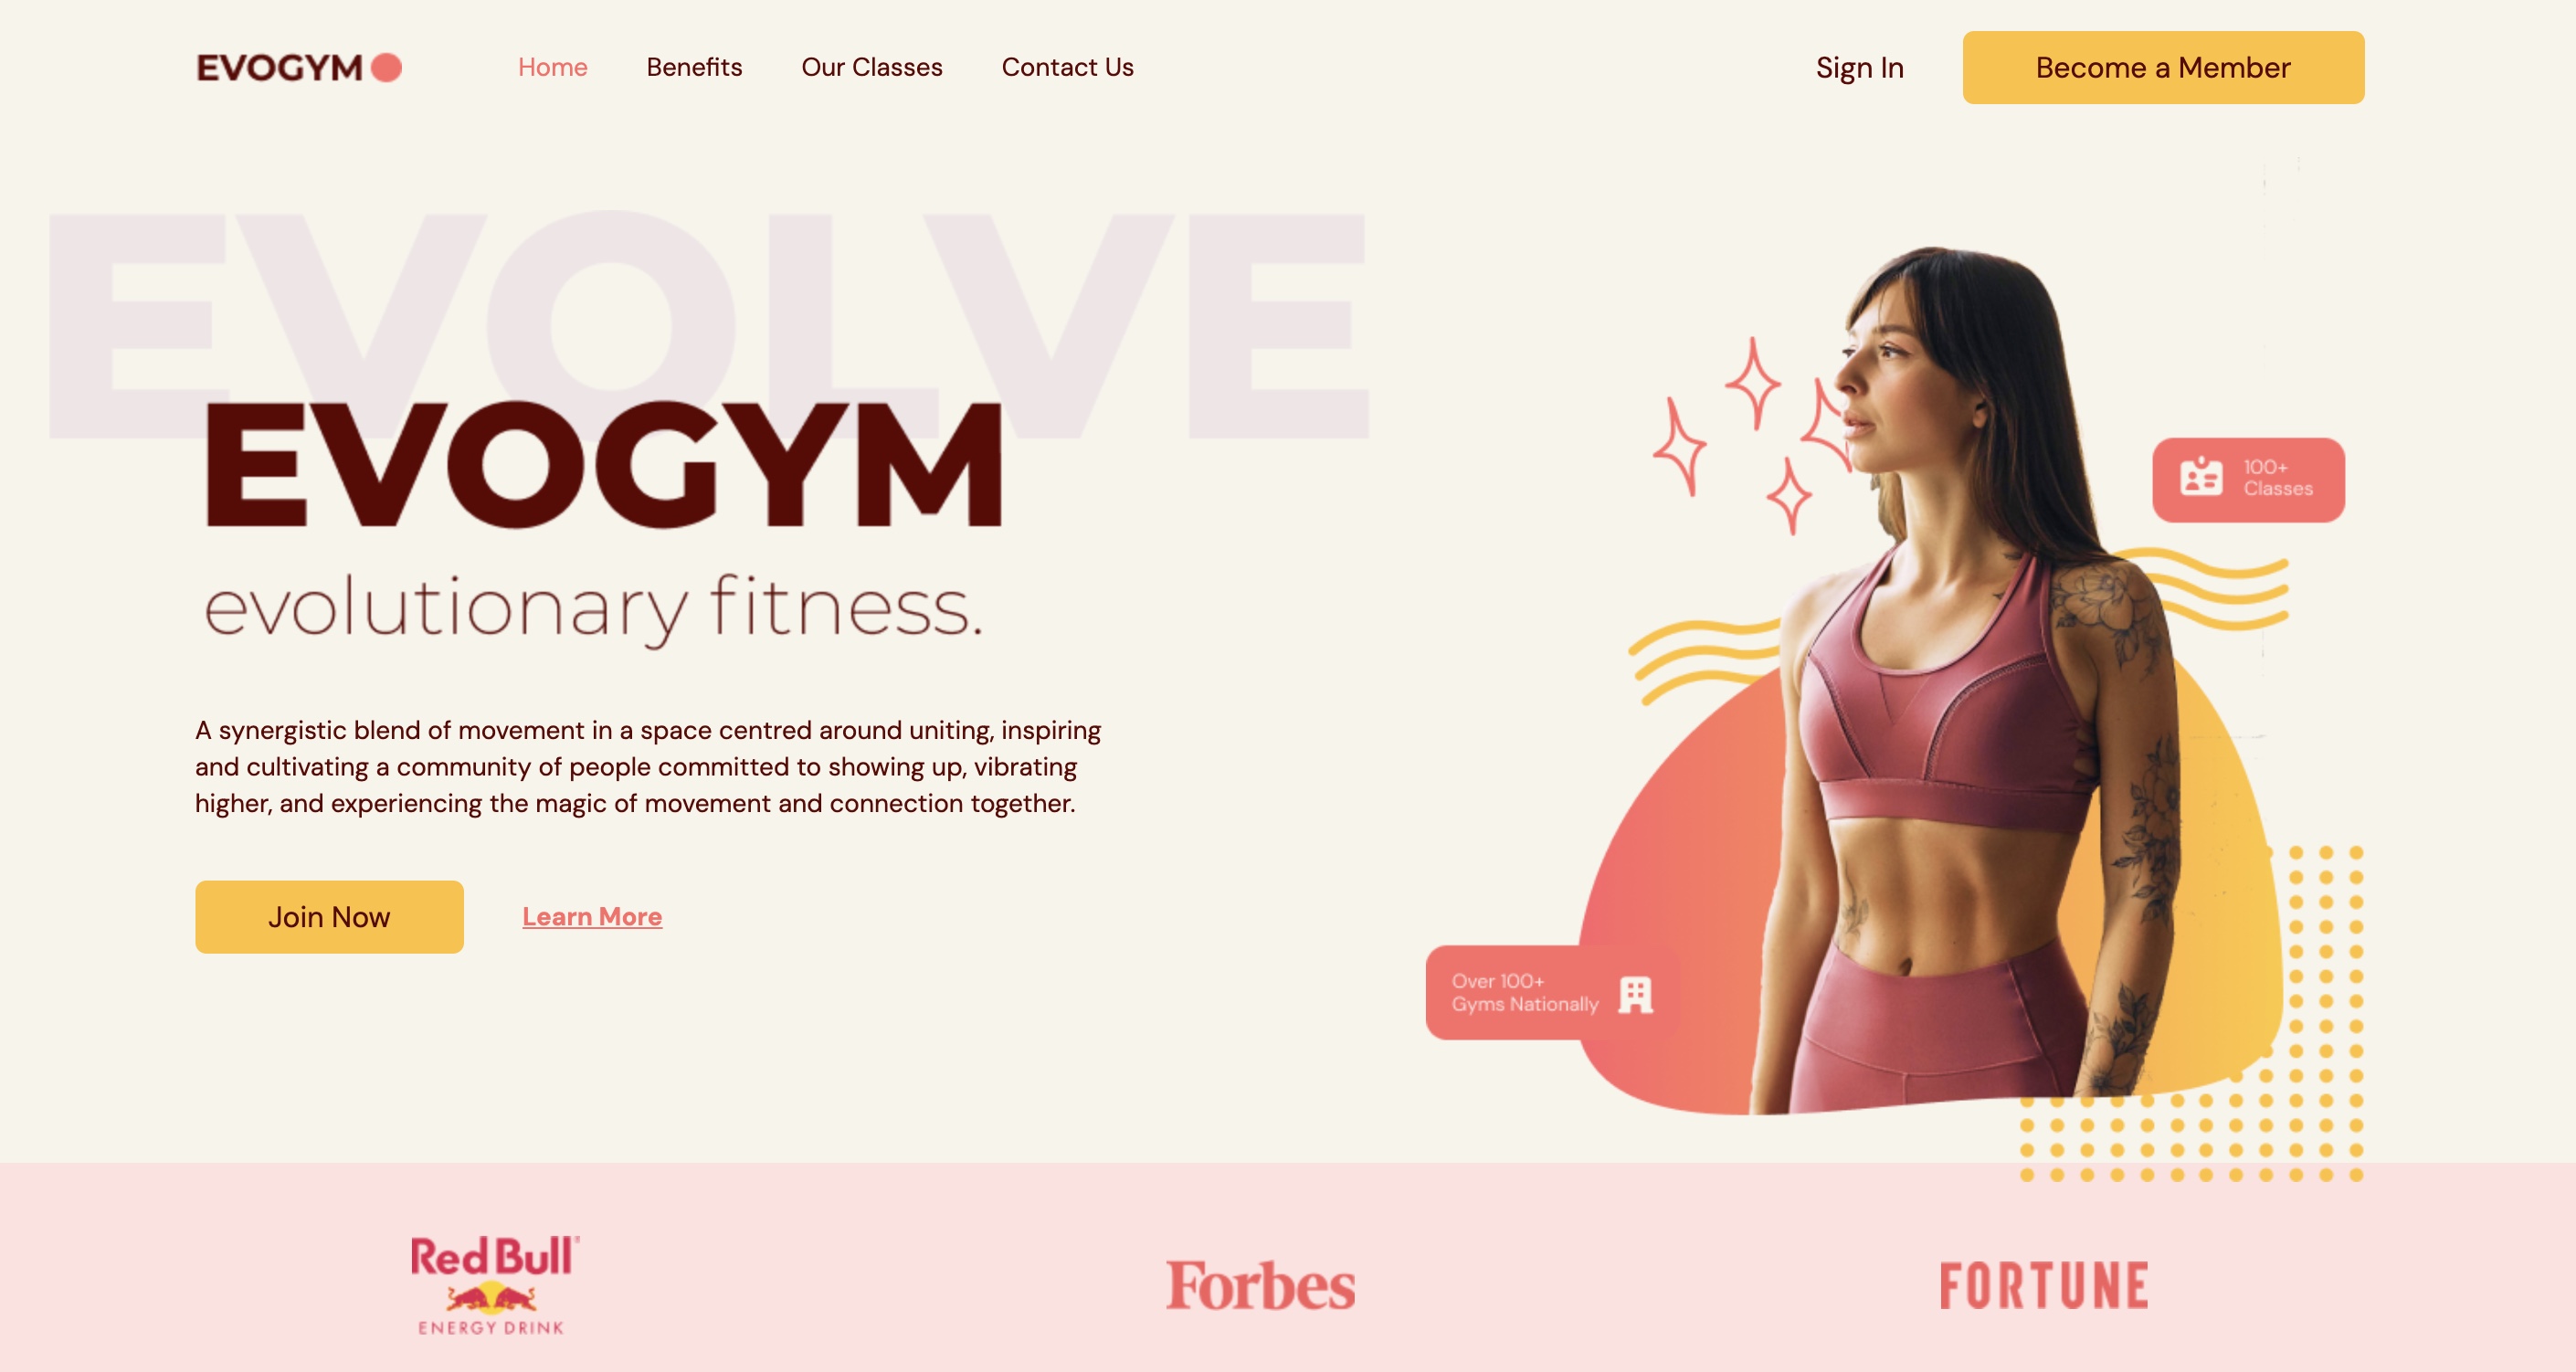 EVOGYM
Home
Benefits
Our Classes
Contact Us
Sign In
Become a Member
EVOLVE
EVOGYM
evolutionary fitness.
A synergistic blend of movement in a space centred around uniting, inspiring
and cultivating a community of people committed to showing up, vibrating
higher, and experiencing the magic of movement and connection together.
Join Now
Learn More
100+
Classes
Over 100+
Gyms Nationally
Red Bull
ENERGY DRINK
Forbes
FORTUNE